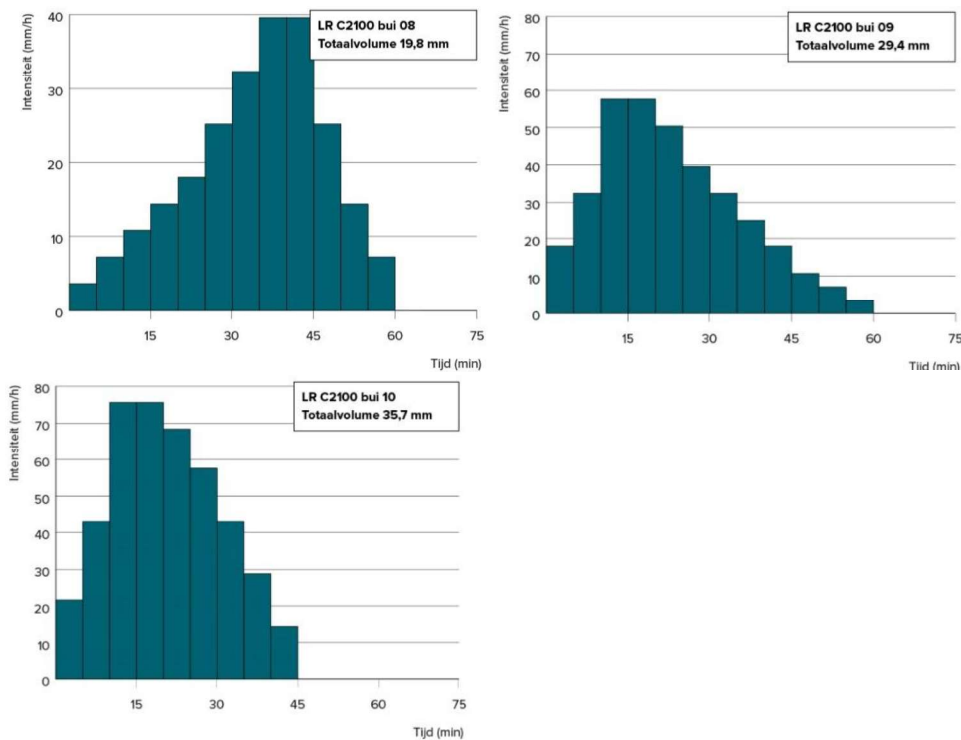 LR C2100 bui 08
Totaalvolume 19,8 mm
Intensiteit (mm/h)
40
30
20
10
0
15 30 45 60 75
Tijd (min)
LR C2100 bui 09
Totaalvolume 29,4 mm
Intensiteit (mm/h)
80
70
60
50
40
30
20
10
0
15 30 45 60 75
Tijd (min)
LR C2100 bui 10
Totaalvolume 35,7 mm
Intensiteit (mm/h)
80
70
60
50
40
30
20
10
0
15 30 45 60 75
Tijd (min)